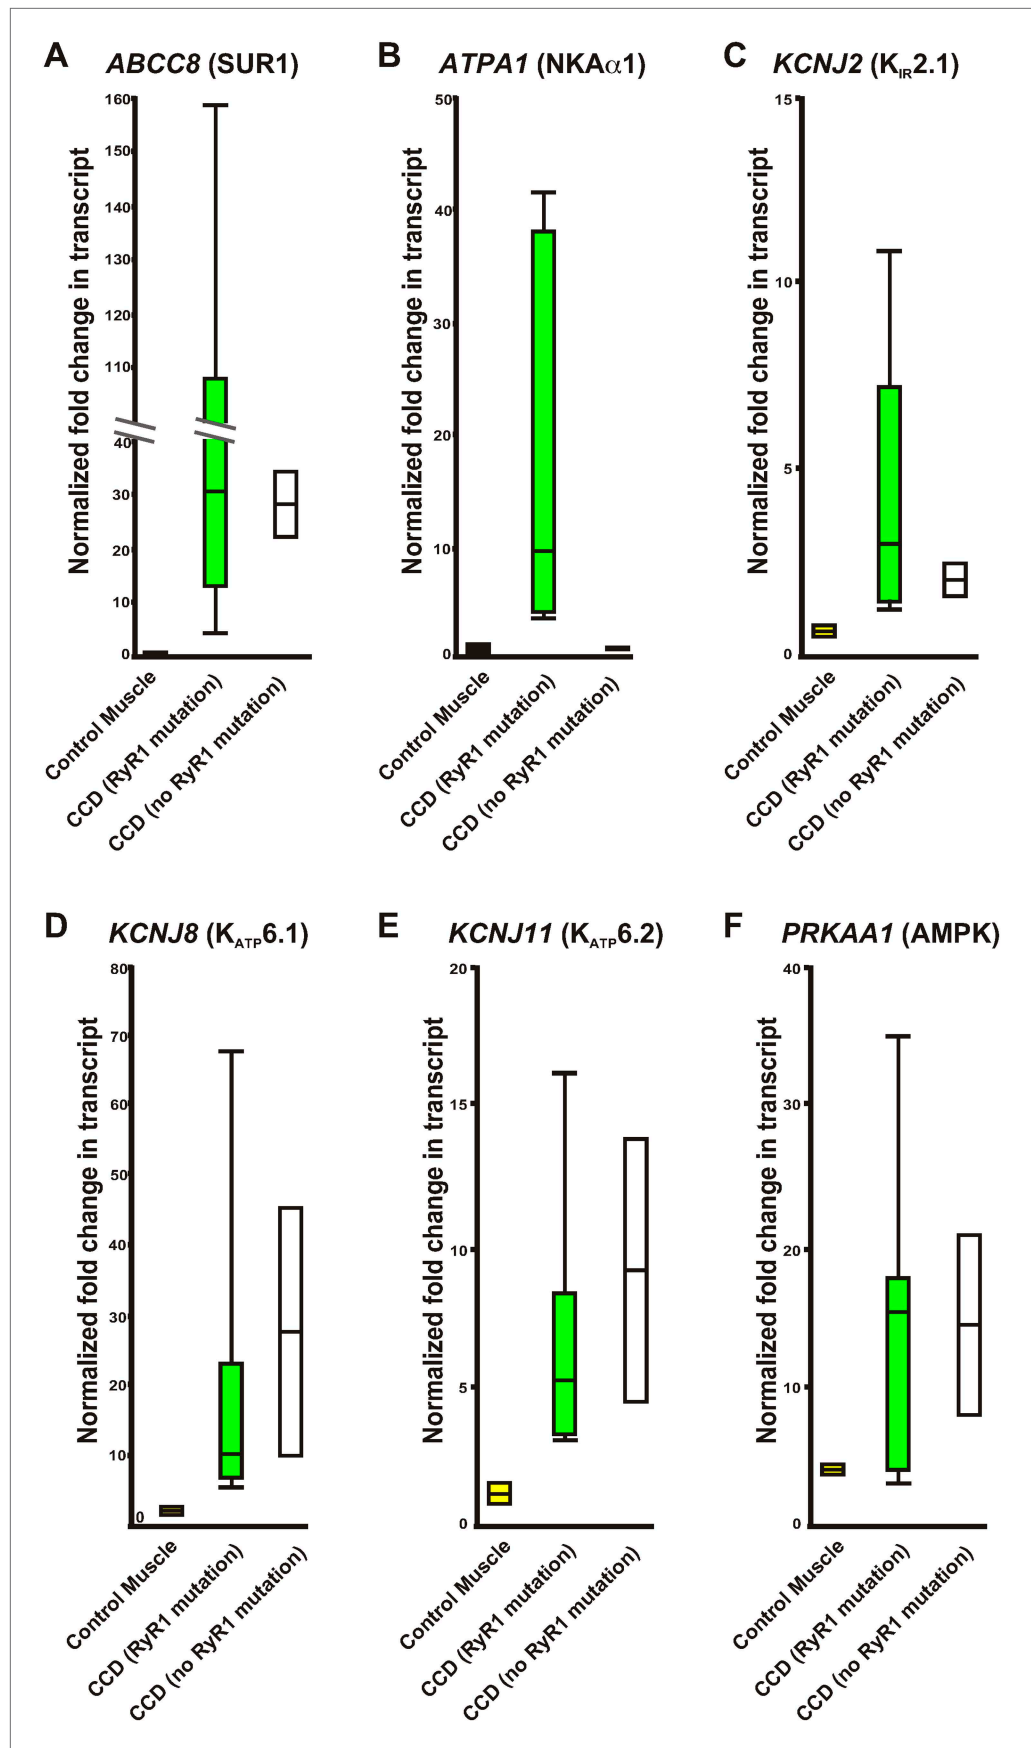 A ABCC8 (SUR1)
Normalized fold change in transcript
160
150
140
130
120
110
40
30
20
10
0
Control Muscle
CCD (RyR1 mutation)
CCD (no RyR1 mutation)
B ATPA1 (NKAα1)
Normalized fold change in transcript
50
40
30
20
10
0
Control Muscle
CCD (RyR1 mutation)
CCD (no RyR1 mutation)
C KCNJ2 (KIR2.1)
Normalized fold change in transcript
15
10
5
0
Control Muscle
CCD (RyR1 mutation)
CCD (no RyR1 mutation)
D KCNJ8 (KATP6.1)
Normalized fold change in transcript
80
70
60
50
40
30
20
10
0
Control Muscle
CCD (RyR1 mutation)
CCD (no RyR1 mutation)
E KCNJ11 (KATP6.2)
Normalized fold change in transcript
20
15
10
5
0
Control Muscle
CCD (RyR1 mutation)
CCD (no RyR1 mutation)
F PRKAA1 (AMPK)
Normalized fold change in transcript
40
30
20
10
0
Control Muscle
CCD (RyR1 mutation)
CCD (no RyR1 mutation)